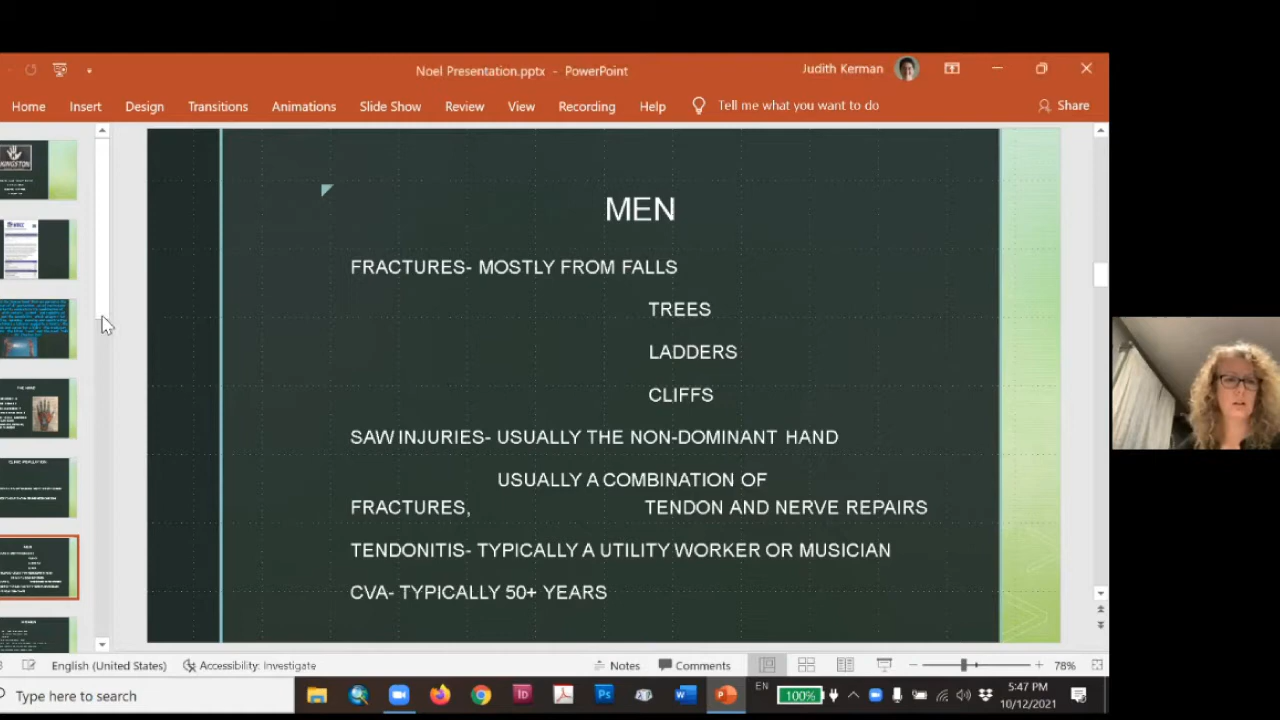 Noel Presentation.pptx - PowerPoint
Judith Kerman
Home Insert Design Transitions Animations Slide Show Review View Recording Help Tell me what you want to do Share
KINGSTON
MEN
FRACTURES- MOSTLY FROM FALLS
TREES
LADDERS
CLIFFS
SAW INJURIES- USUALLY THE NON-DOMINANT HAND
USUALLY A COMBINATION OF
FRACTURES, TENDON AND NERVE REPAIRS
TENDONITIS- TYPICALLY A UTILITY WORKER OR MUSICIAN
CVA- TYPICALLY 50+ YEARS
English (United States) Accessibility: Investigate Notes Comments 78%
Type here to search
EN
100%
5:47 PM
10/12/2021